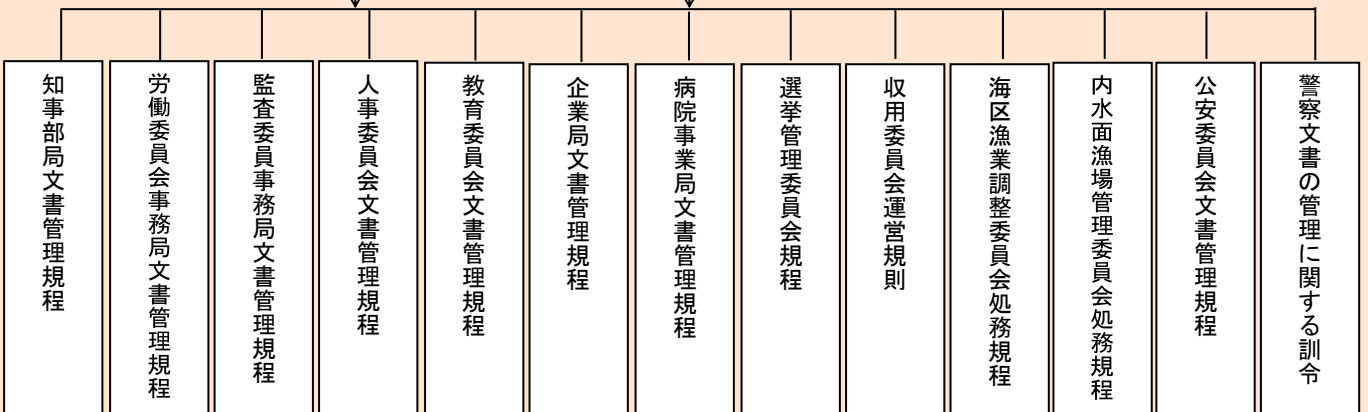 知事部局文書管理規程
労働委員会事務局文書管理規程
監査委員事務局文書管理規程
人事委員会文書管理規程
教育委員会文書管理規程
企業局文書管理規程
病院事業局文書管理規程
選挙管理委員会規程
収用委員会運営規則
海区漁業調整委員会処務規程
内水面漁場管理委員会処務規程
公安委員会文書管理規程
警察文書の管理に関する訓令